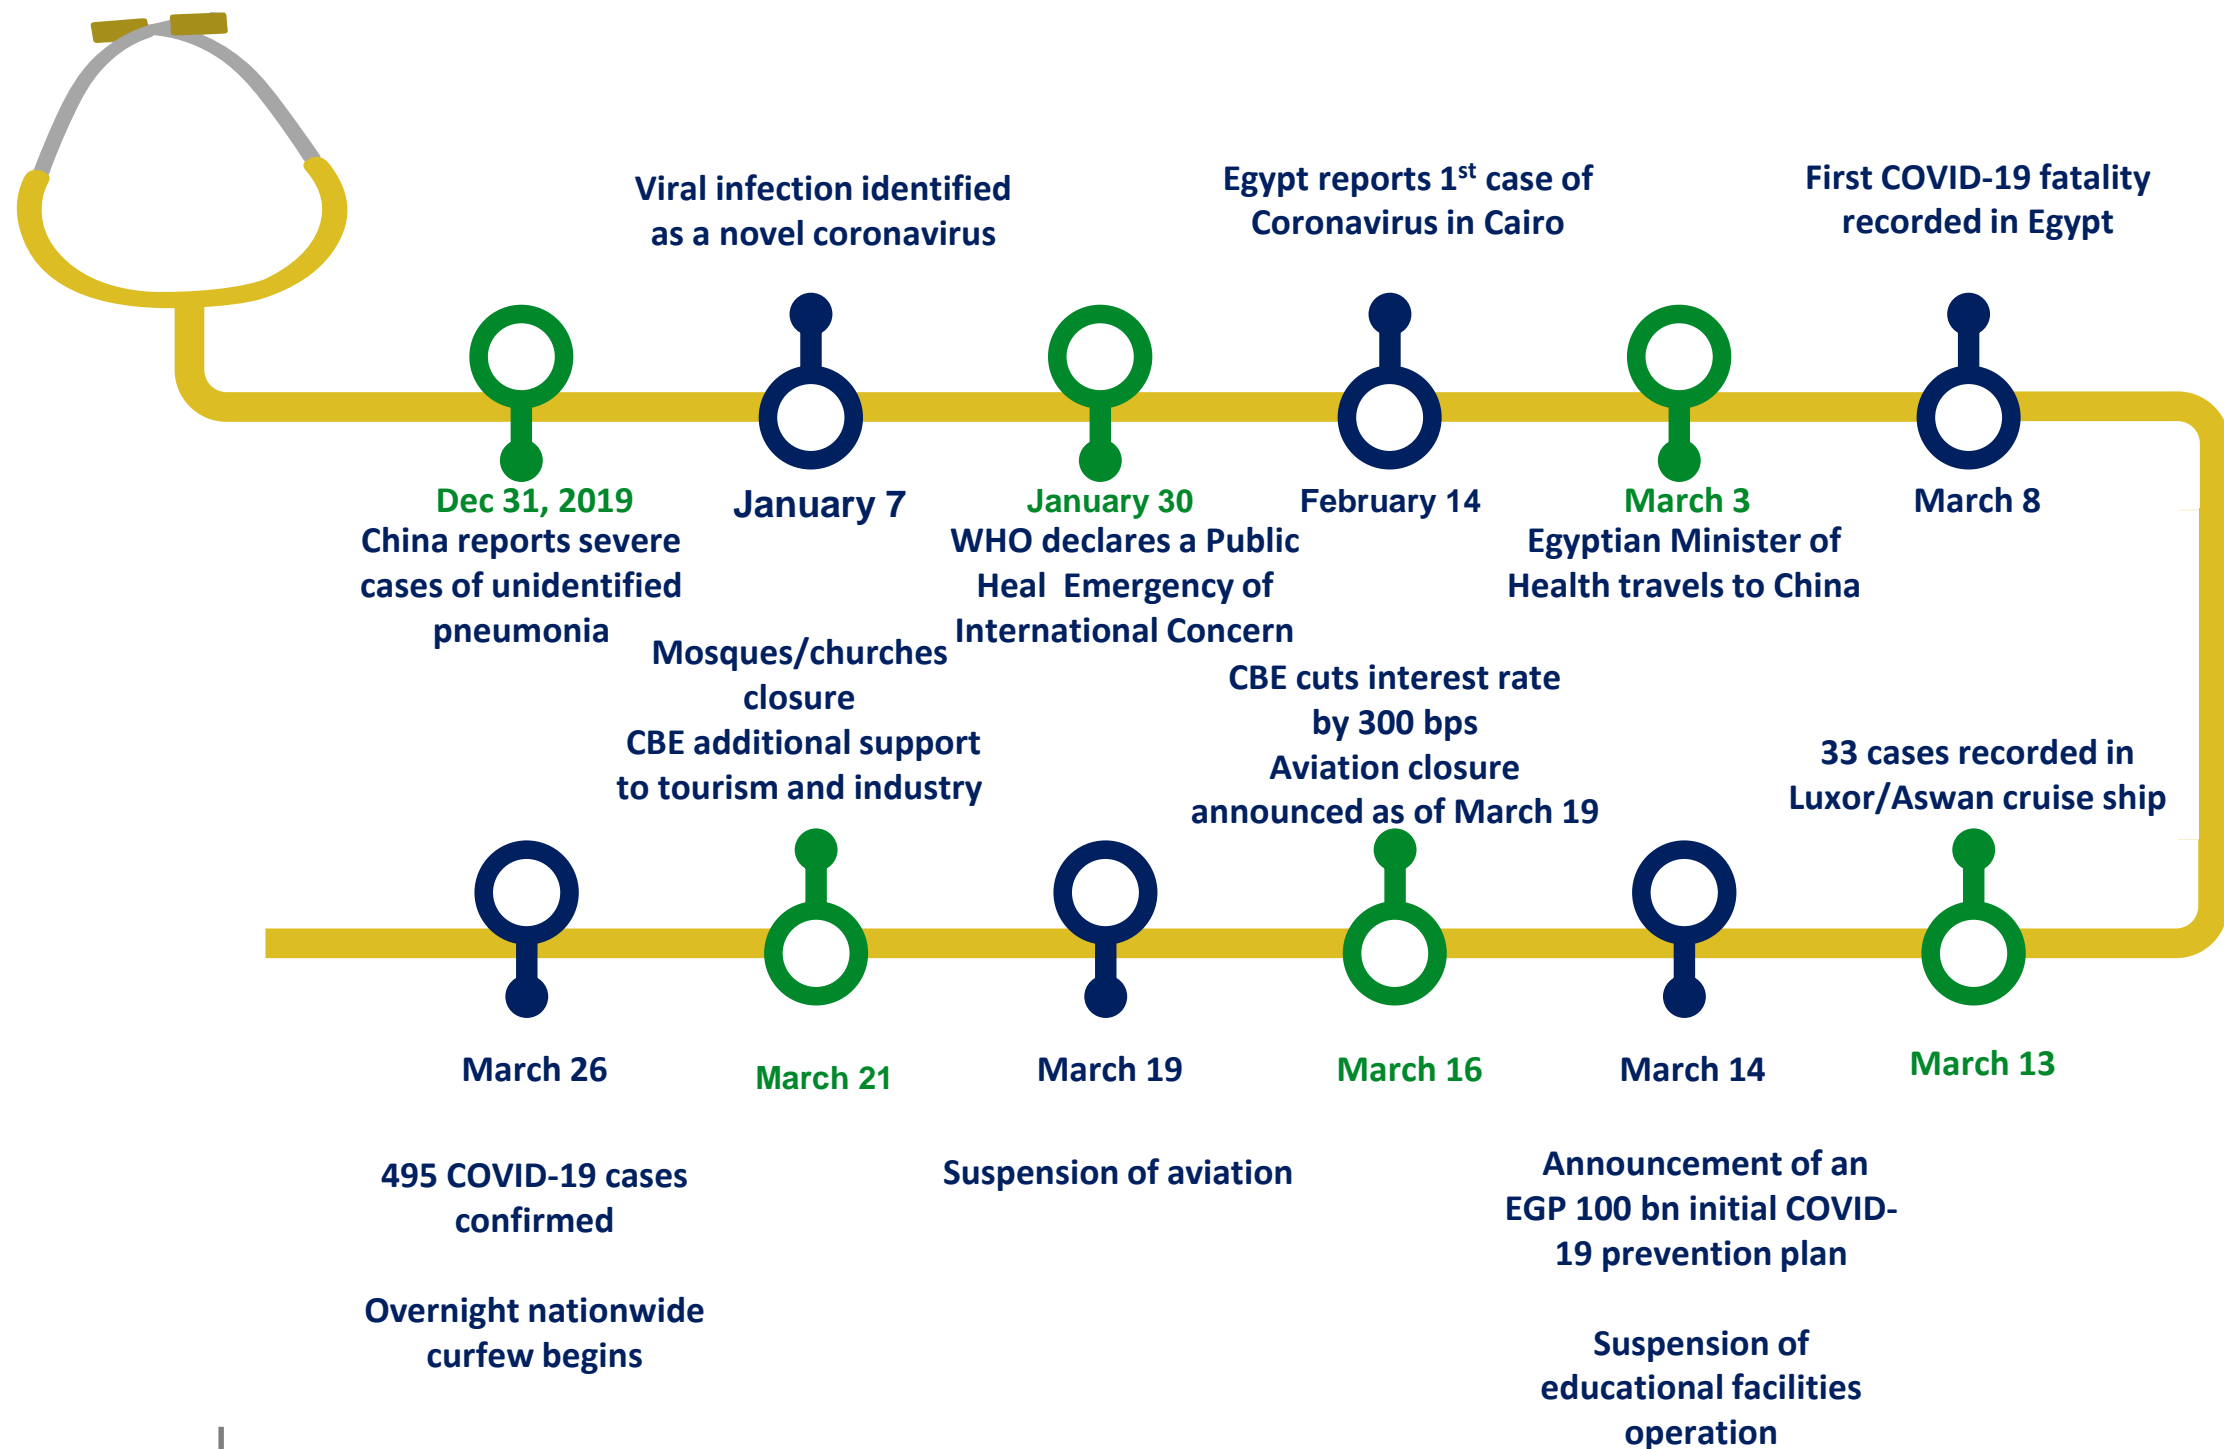 Viral infection identified
as a novel coronavirus
Egypt reports 1st case of
Coronavirus in Cairo
First COVID-19 fatality
recorded in Egypt
Dec 31, 2019
China reports severe
cases of unidentified
pneumonia
January 7
January 30
WHO declares a Public
Heal  Emergency of
International Concern
February 14
March 3
Egyptian Minister of
Health travels to China
March 8
33 cases recorded in
Luxor/Aswan cruise ship
March 13
March 14
Announcement of an
EGP 100 bn initial COVID-
19 prevention plan
Suspension of
educational facilities
operation
CBE cuts interest rate
by 300 bps
Aviation closure
announced as of March 19
March 16
March 19
Suspension of aviation
Mosques/churches
closure
CBE additional support
to tourism and industry
March 21
March 26
495 COVID-19 cases
confirmed
Overnight nationwide
curfew begins